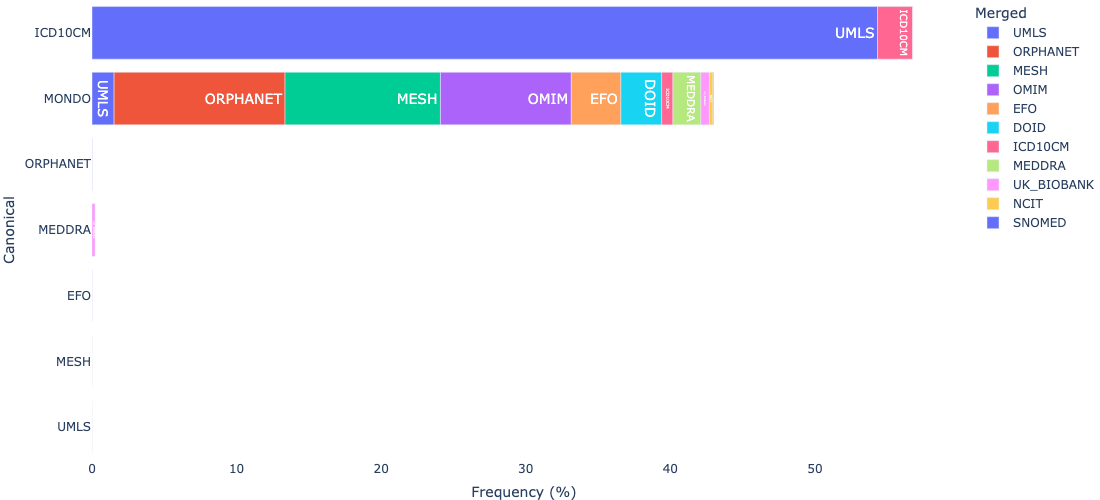 ICD10CM
UMLS
ICD10CM
MONDO
UMLS
ORPHANET
MESH
OMIM
EFO
DOID
ICD10CM
MEDDRA
ORPHANET
MEDDRA
EFO
MESH
UMLS
Canonical
0 10 20 30 40 50
Frequency (%)
Merged
UMLS
ORPHANET
MESH
OMIM
EFO
DOID
ICD10CM
MEDDRA
UK_BIOBANK
NCIT
SNOMED